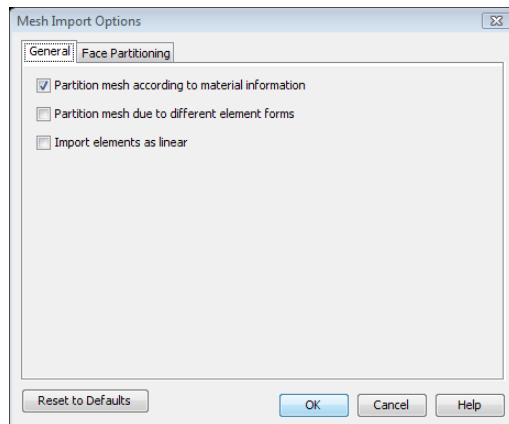 Mesh Import Options
General Face Partitioning
Partition mesh according to material information
Partition mesh due to different element forms
Import elements as linear
Reset to Defaults OK Cancel Help